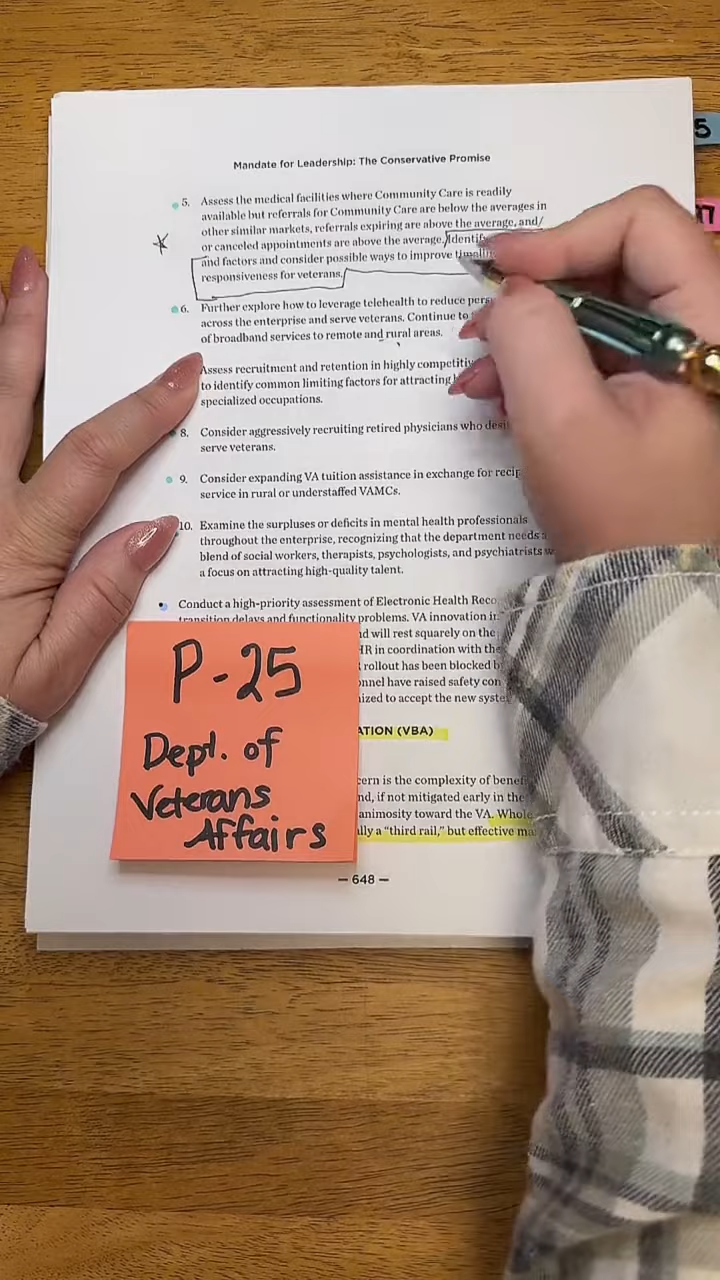 Mandate for Leadership: The Conservative Promise
5. Assess the medical facilities where Community Care is readily
available but referrals for Community Care are below the averages in
other similar markets, referrals expiring are above the average, and/
or canceled appointments are above the average.
and factors and consider possible ways to improve
responsiveness for veterans.
6. Further explore how to leverage telehealth to reduce
across the enterprise and serve veterans. Continue to
of broadband services to remote and rural areas.
Assess recruitment and retention in highly
to identify common limiting factors for attracting
specialized occupations.
8. Consider aggressively recruiting retired physicians who
serve veterans.
9. Consider expanding VA tuition assistance in exchange for
service in rural or understaffed VAMCs.
10. Examine the surpluses or deficits in mental health professionals
throughout the enterprise, recognizing that the department needs a
blend of social workers, therapists, psychologists, and psychiatrists
a focus on attracting high-quality talent.
Conduct a high-priority assessment of Electronic Health
transition delays and functionality problems. VA innovation
will rest squarely on the
in coordination with the
rollout has been blocked
have raised safety
to accept the new
(VBA)
is the complexity of
if not mitigated early in the
animosity toward the VA. Whole
a "third rail," but effective
P-25
Dept. of
Veterans
Affairs
— 648 —
5